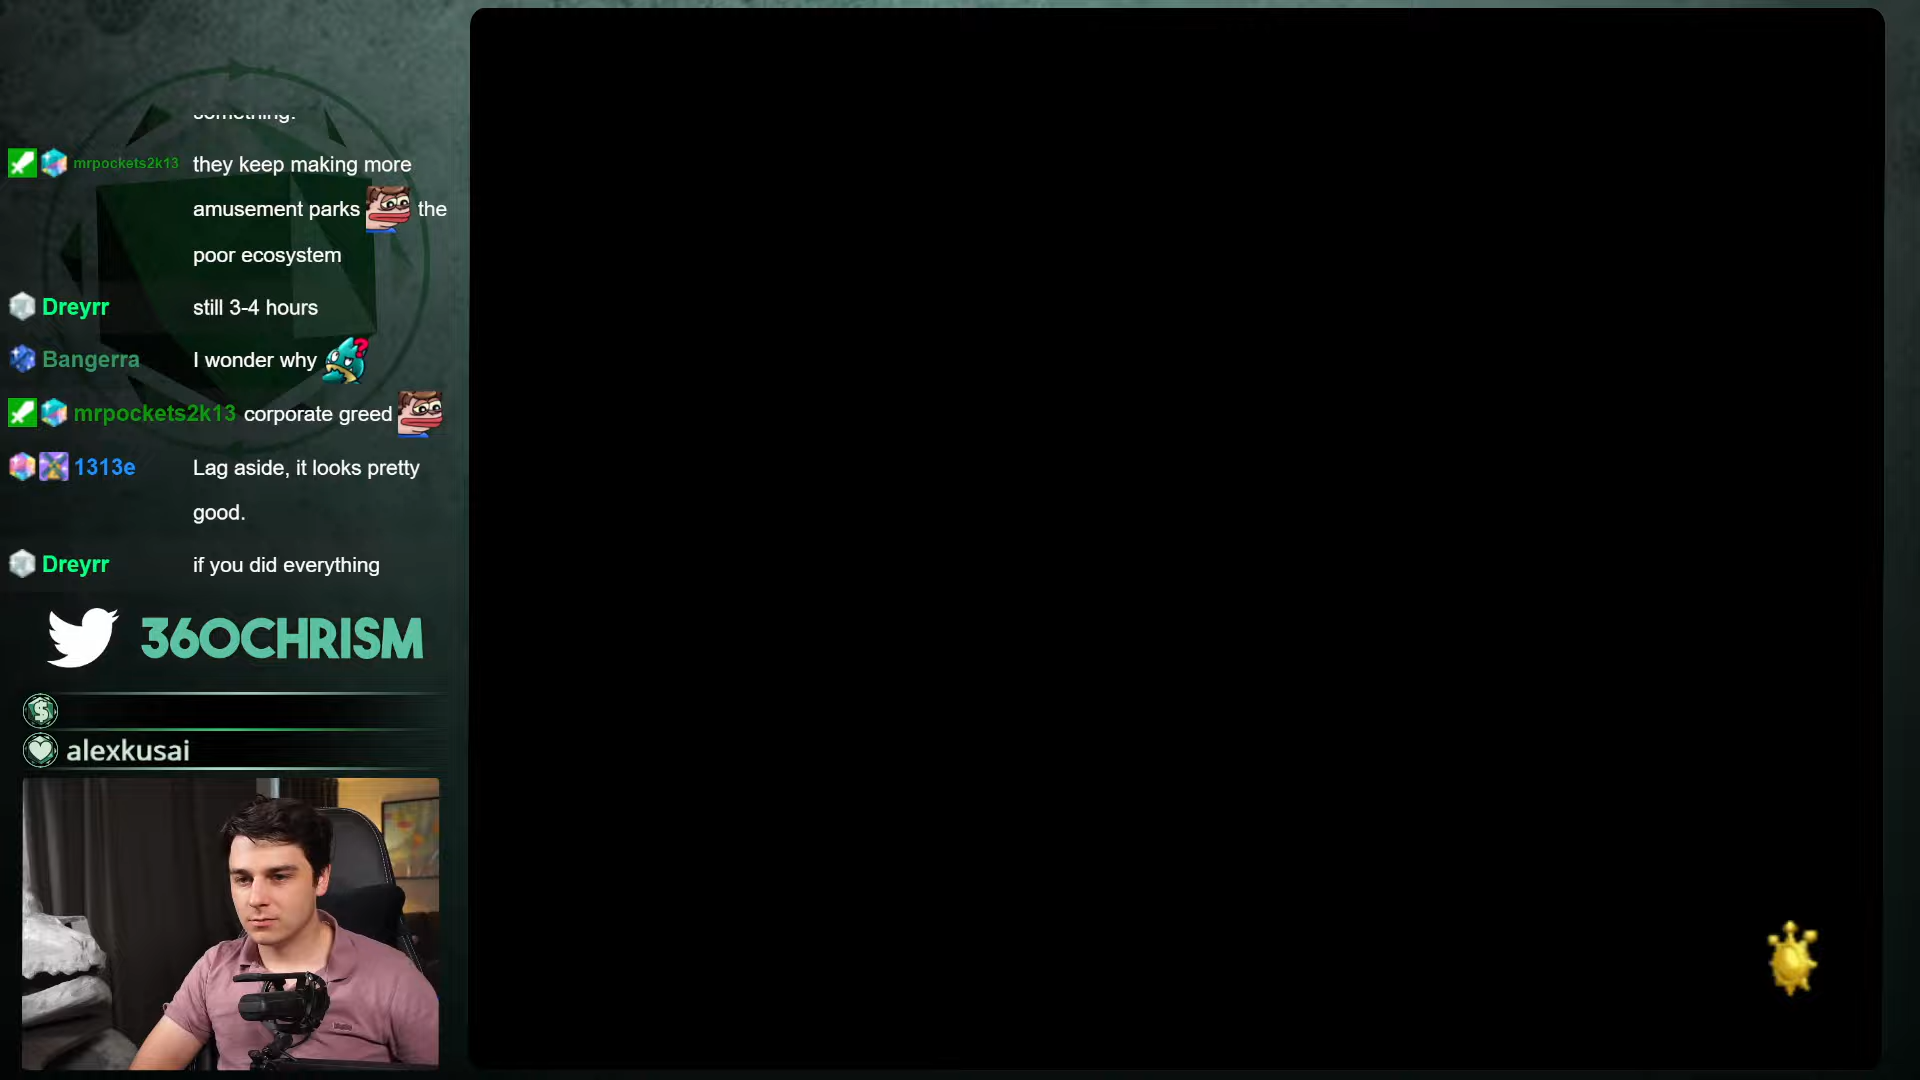 something.
mrpockets2k13 they keep making more
amusement parks the
poor ecosystem
Dreyrr still 3-4 hours
Bangerra I wonder why
mrpockets2k13 corporate greed
1313e Lag aside, it looks pretty
good.
Dreyrr if you did everything
360CHRISM
alexkusai